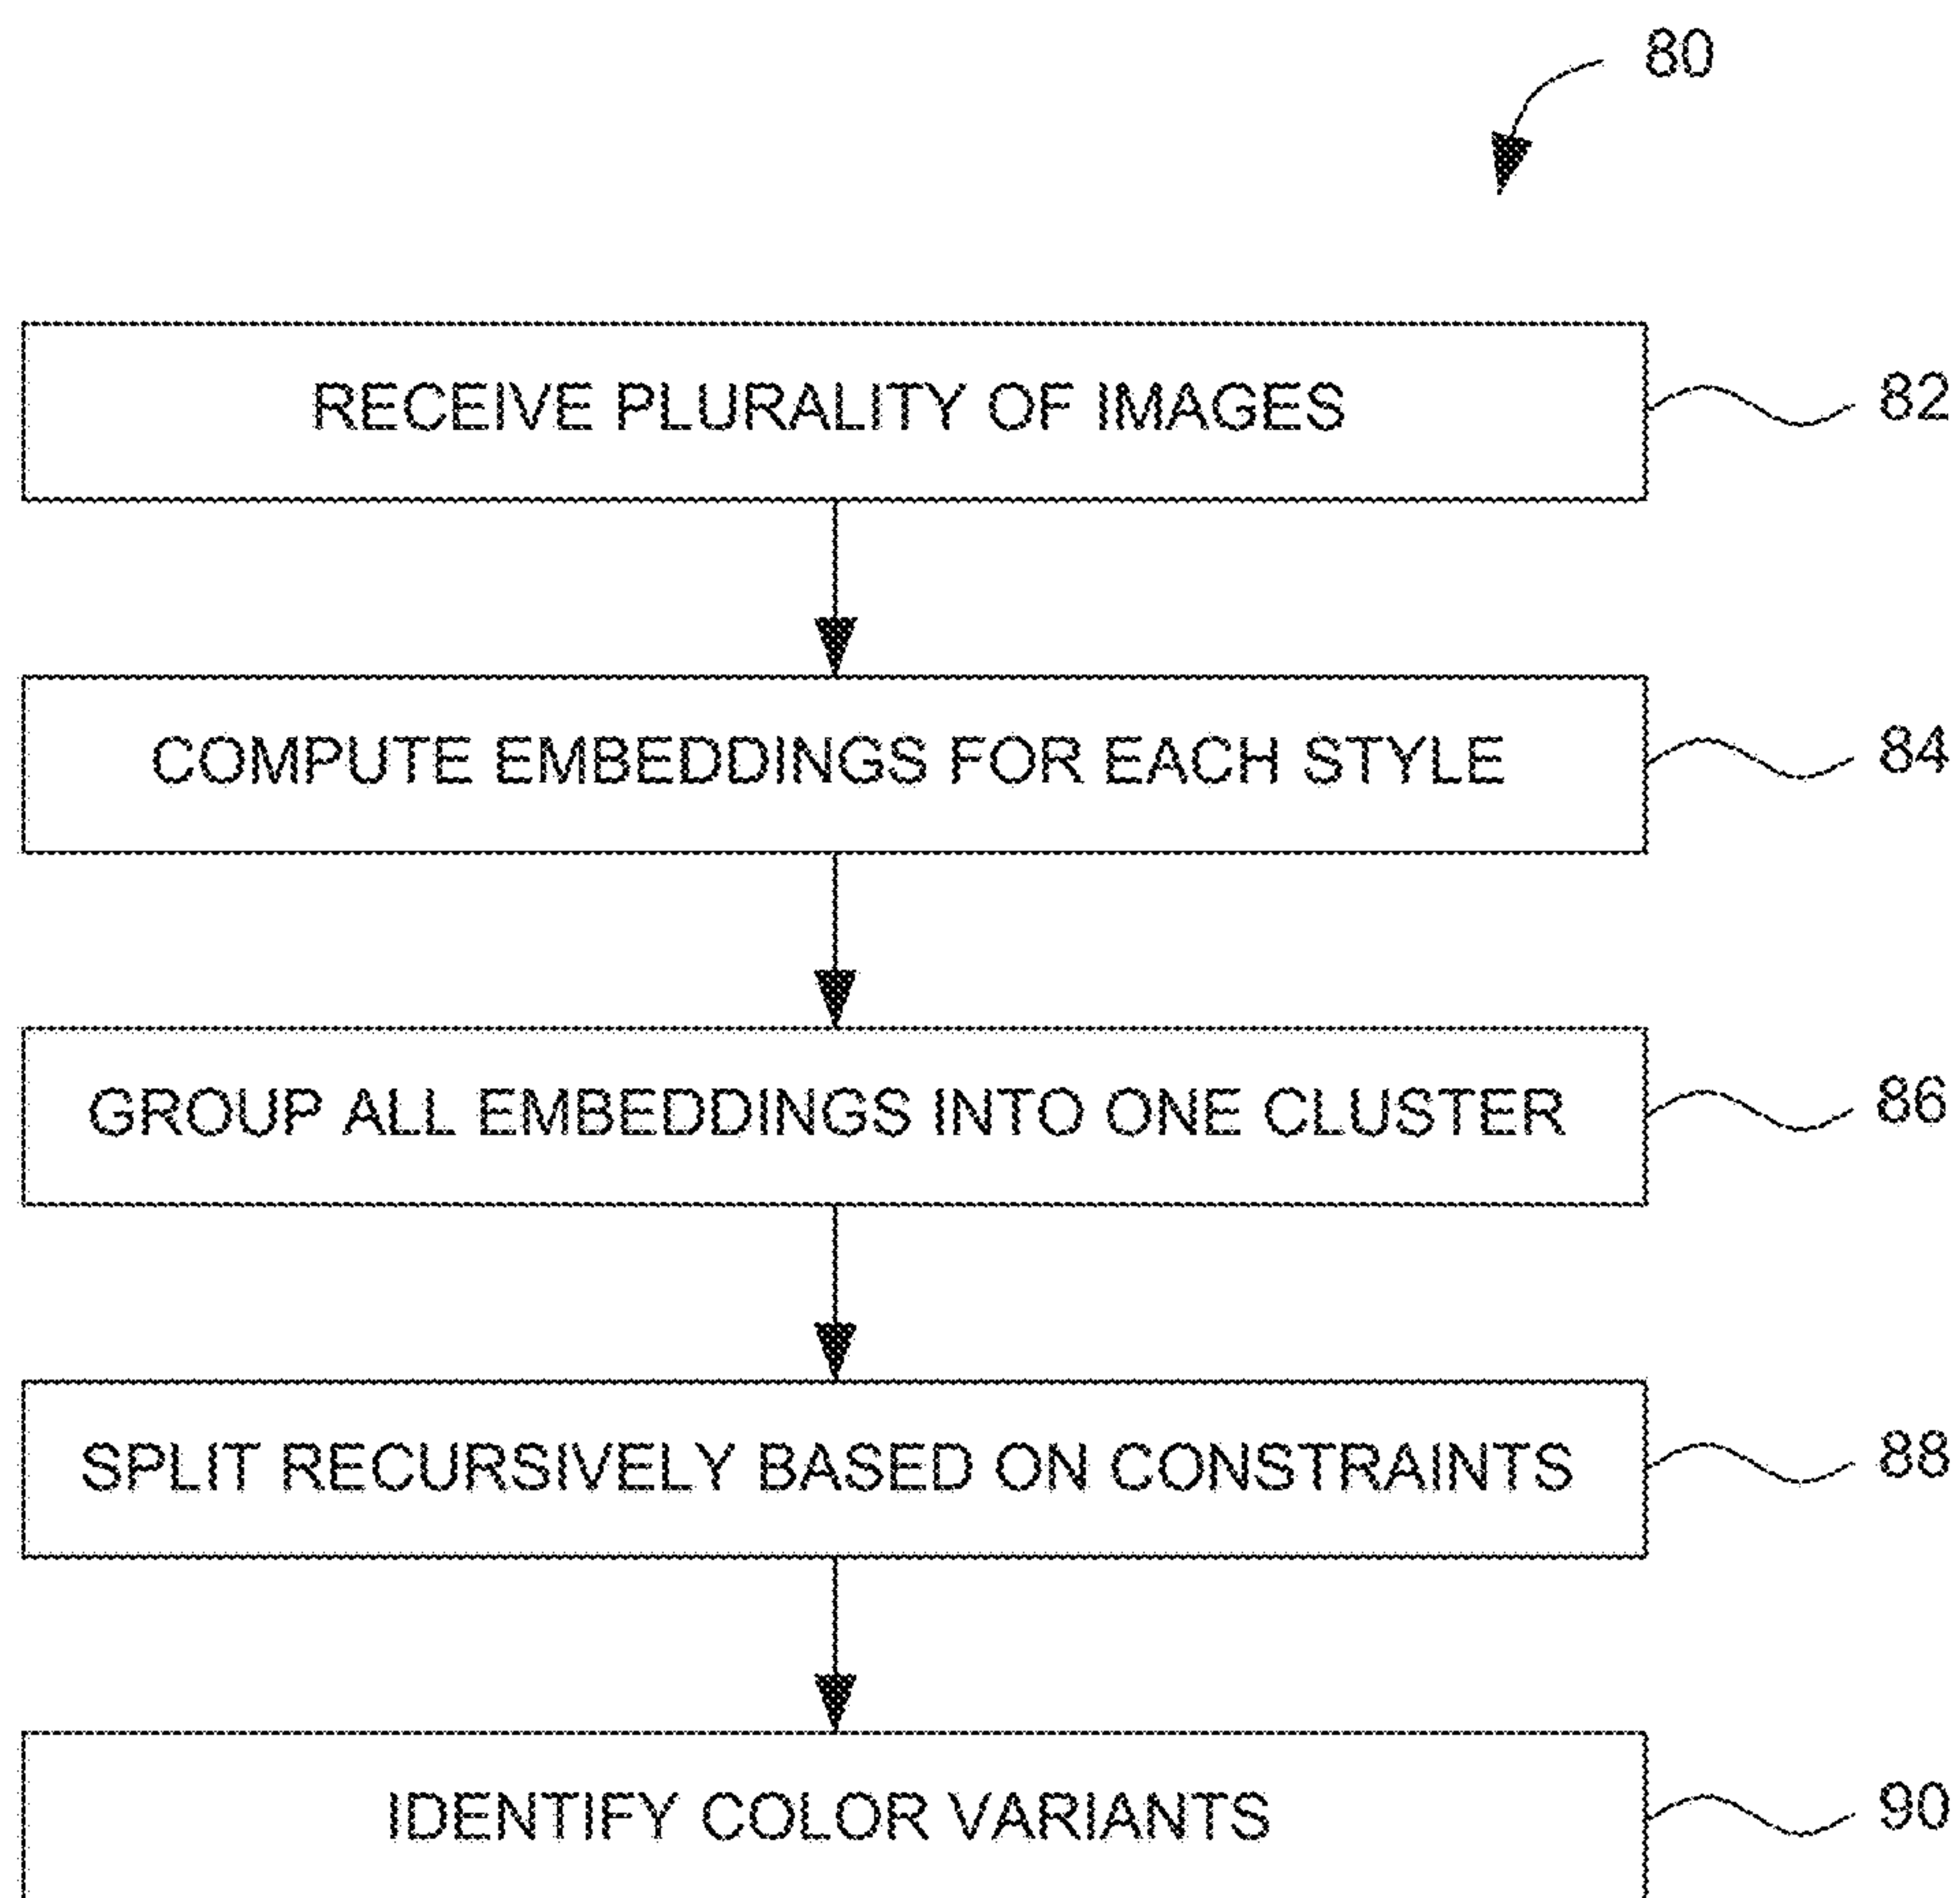 80
RECEIVE PLURALITY OF IMAGES
82
COMPUTE EMBEDDINGS FOR EACH STYLE
84
GROUP ALL EMBEDDINGS INTO ONE CLUSTER
86
SPLIT RECURSIVELY BASED ON CONSTRAINTS
88
IDENTIFY COLOR VARIANTS
90